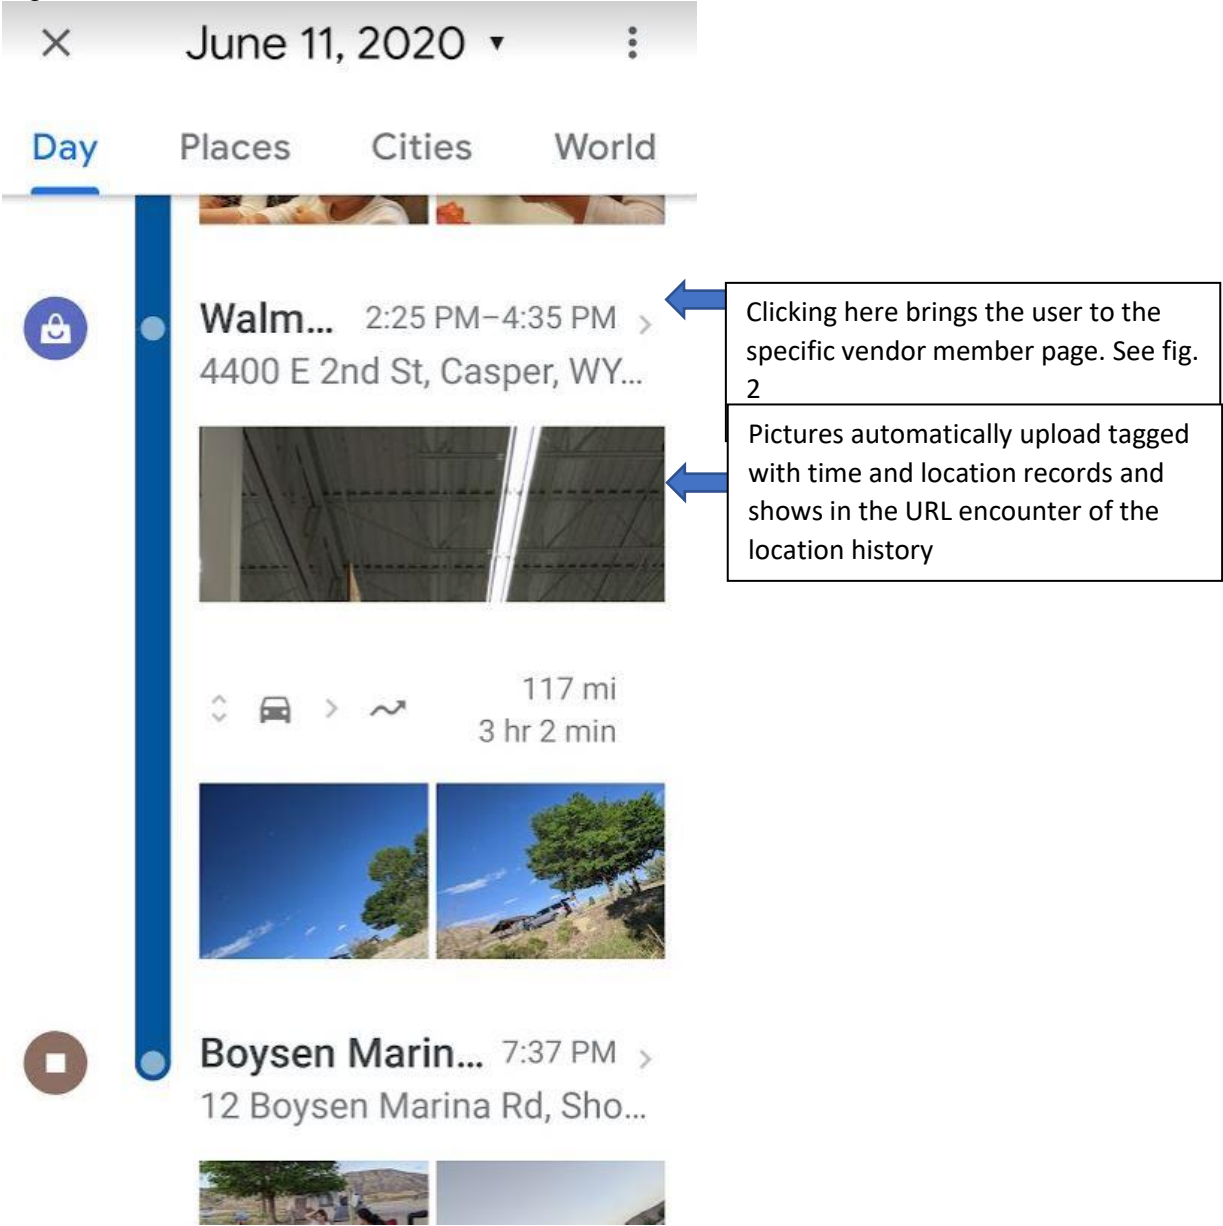 June 11, 2020
Day Places Cities World
Walm... 2:25 PM–4:35 PM
4400 E 2nd St, Casper, WY...
Clicking here brings the user to the
specific vendor member page. See fig.
2
Pictures automatically upload tagged
with time and location records and
shows in the URL encounter of the
location history
117 mi
3 hr 2 min
Boysen Marin... 7:37 PM
12 Boysen Marina Rd, Sho...